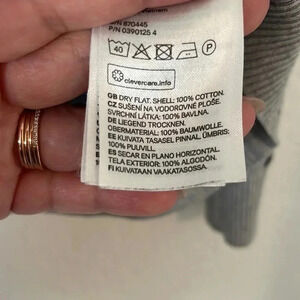 Vietnam
S/N 870445
P/N 0390125 4
40
P
clevercare.info
GB DRY FLAT. SHELL: 100% COTTON.
CZ SUŠENÍ NA VODOROVNÉ PLOŠE.
SVRCHNÍ LÁTKA: 100% BAVLNA.
DE LIEGEND TROCKNEN.
OBERMATERIAL: 100% BAUMWOLLE.
EE KUIVATA TASASEL PINNAL. ÜMBRIS:
100% PUUVILL.
ES SECAR EN PLANO HORIZONTAL.
TELA EXTERIOR: 100% ALGODÓN.
FI KUIVATAAN VAAKATASOSSA.